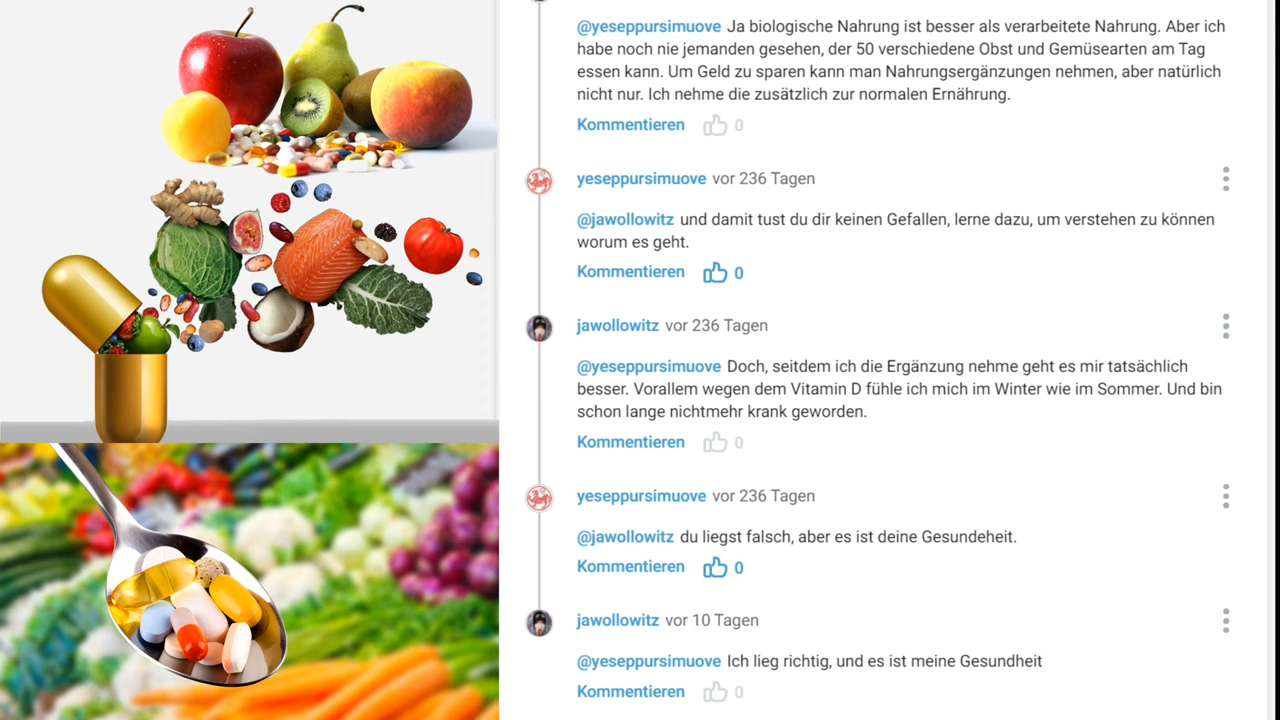 @yeseppursimuove Ja biologische Nahrung ist besser als verarbeitete Nahrung. Aber ich
habe noch nie jemanden gesehen, der 50 verschiedene Obst und Gemüsearten am Tag
essen kann. Um Geld zu sparen kann man Nahrungsergänzungen nehmen, aber natürlich
nicht nur. Ich nehme die zusätzlich zur normalen Ernährung.
Kommentieren 0
yeseppursimuove vor 236 Tagen
@jawollowitz und damit tust du dir keinen Gefallen, lerne dazu, um verstehen zu können
worum es geht.
Kommentieren 0
jawollowitz vor 236 Tagen
@yeseppursimuove Doch, seitdem ich die Ergänzung nehme geht es mir tatsächlich
besser. Vorallem wegen dem Vitamin D fühle ich mich im Winter wie im Sommer. Und bin
schon lange nichtmehr krank geworden.
Kommentieren 0
yeseppursimuove vor 236 Tagen
@jawollowitz du liegst falsch, aber es ist deine Gesundeheit.
Kommentieren 0
jawollowitz vor 10 Tagen
@yeseppursimuove Ich lieg richtig, und es ist meine Gesundheit
Kommentieren 0